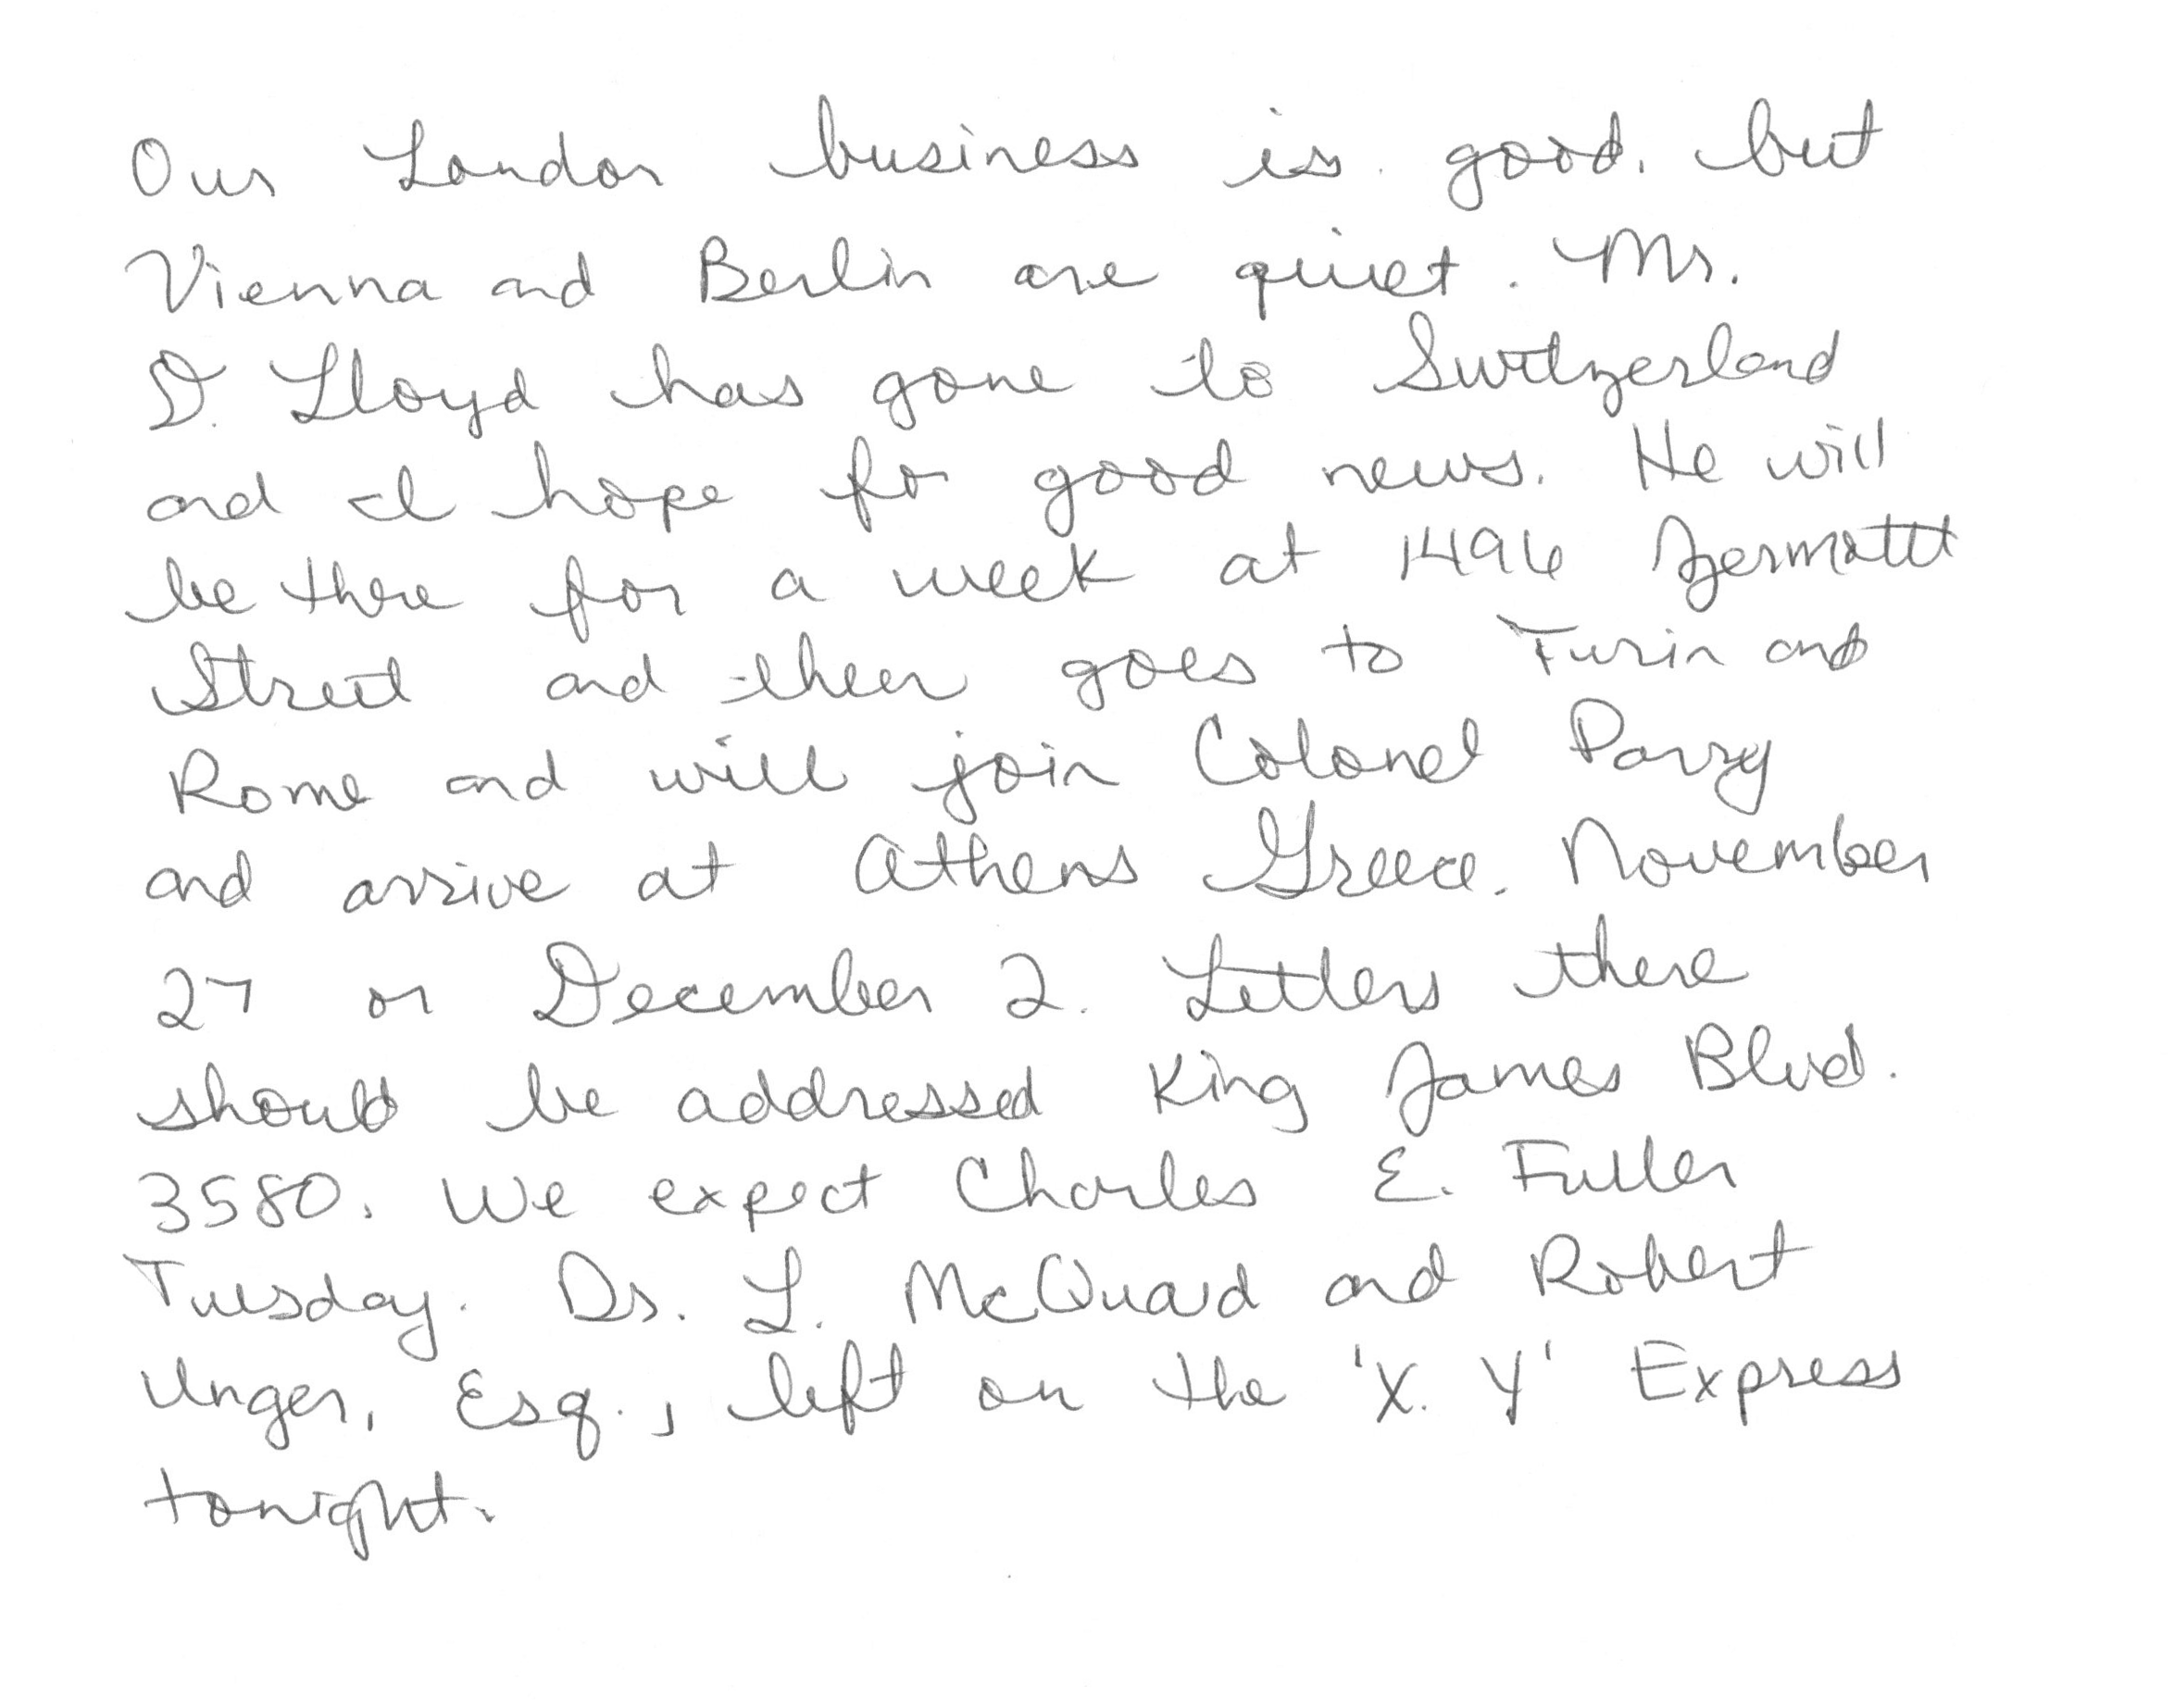 Our London business is good, but
Vienna and Berlin are quiet. Mr.
D. Lloyd has gone to Switzerland
and I hope for good news. He will
be there for a week at 1496 Zermattt
Street and then goes to Turin and
Rome and will join Colonel Parry
and arrive at Athens Greece. November
27 or December 2. Letters there
should be addressed King James Blvd.
3580. We expect Charles E. Fuller
Tuesday. Dr. L. McQuaid and Robert
Unger, Esq., left on the 'X. Y' Express
tonight.